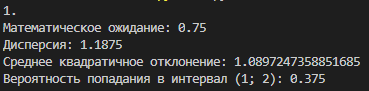 1.
Математическое ожидание: 0.75
Дисперсия: 1.1875
Среднее квадратичное отклонение: 1.0897247358851685
Вероятность попадания в интервал (1; 2): 0.375